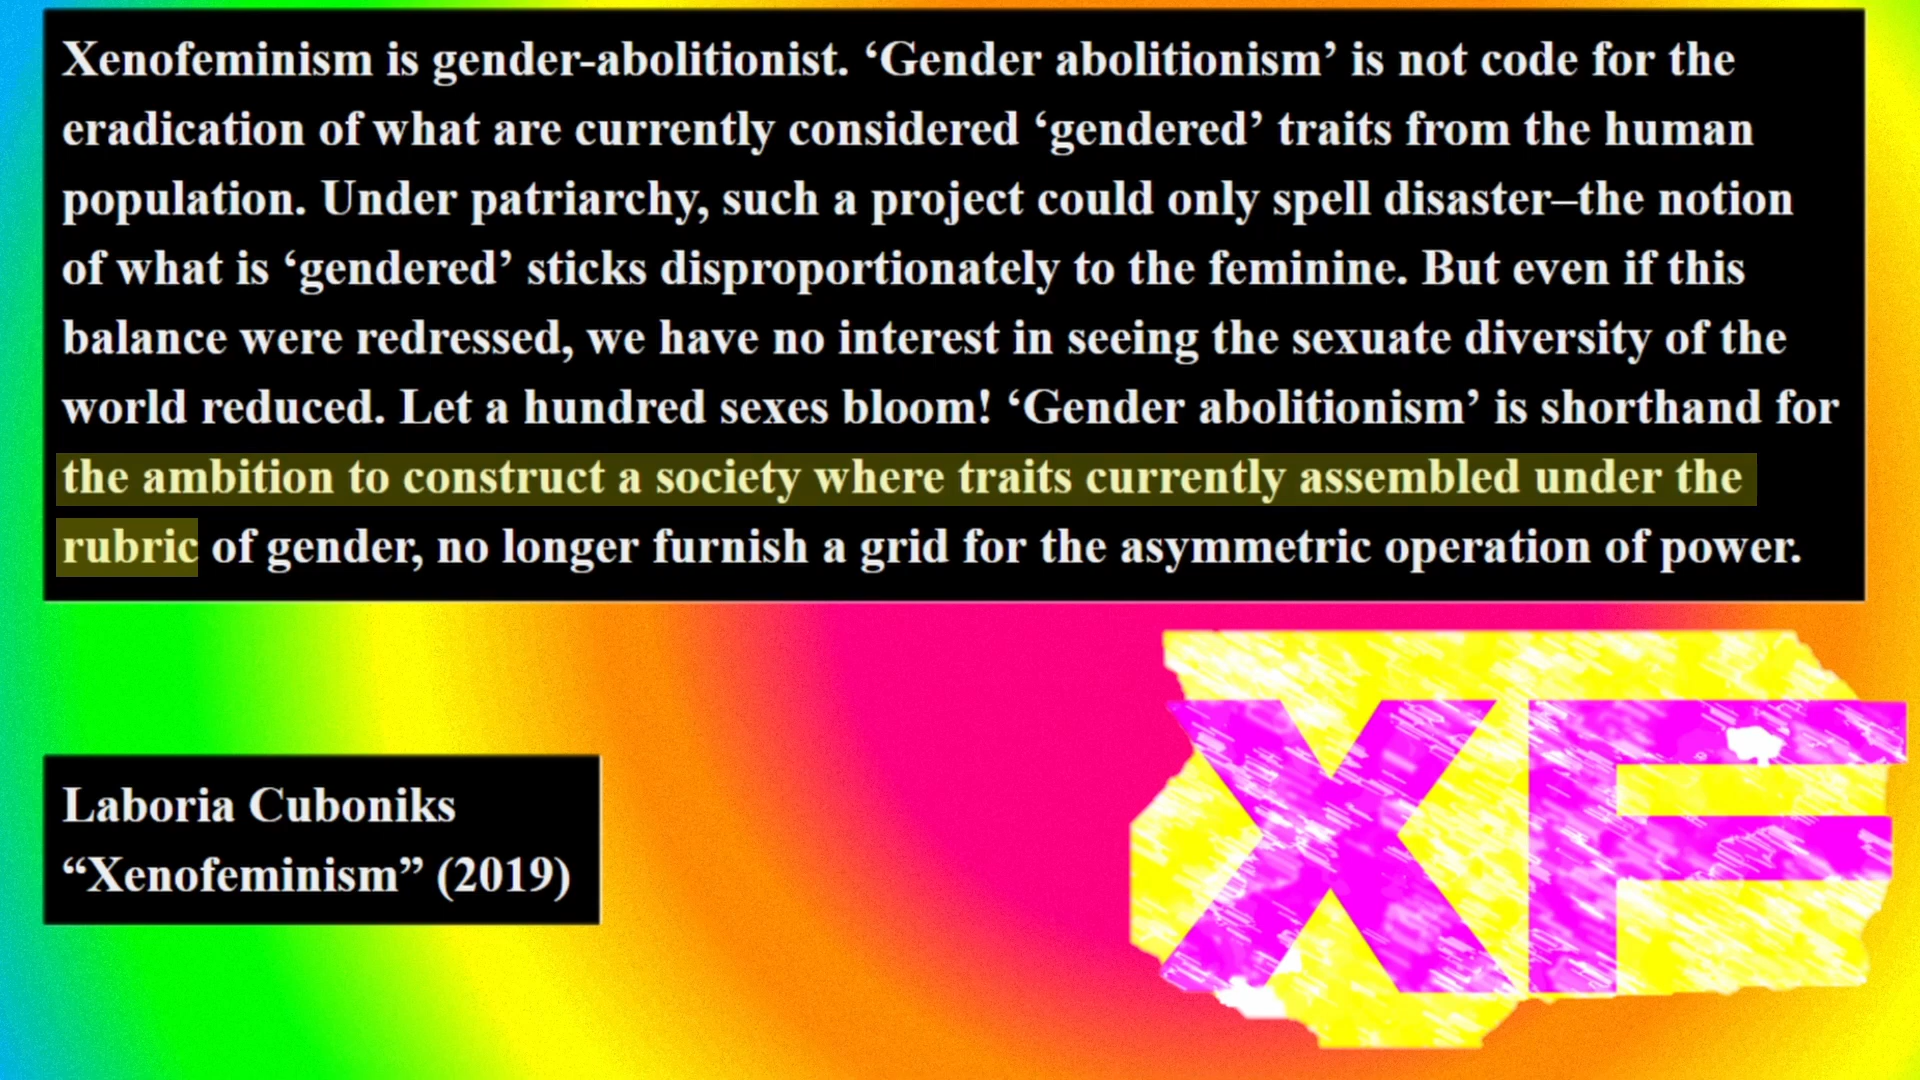 Xenofeminism is gender-abolitionist. ‘Gender abolitionism’ is not code for the
eradication of what are currently considered ‘gendered’ traits from the human
population. Under patriarchy, such a project could only spell disaster–the notion
of what is ‘gendered’ sticks disproportionately to the feminine. But even if this
balance were redressed, we have no interest in seeing the sexuate diversity of the
world reduced. Let a hundred sexes bloom! ‘Gender abolitionism’ is shorthand for
the ambition to construct a society where traits currently assembled under the
rubric of gender, no longer furnish a grid for the asymmetric operation of power.
XF
Laboria Cuboniks
“Xenofeminism” (2019)